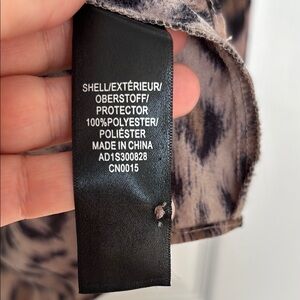 SHELL/EXTÉRIEUR/
OBERSTOFF/
PROTECTOR
100%POLYESTER/
POLIÉSTER
MADE IN CHINA
AD1S300828
CN0015